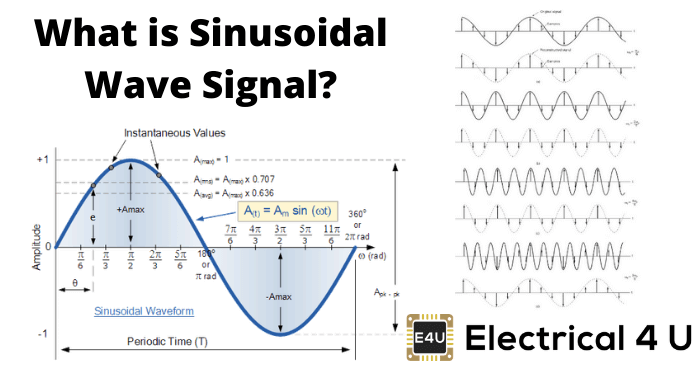 What is Sinusoidal
Wave Signal?
Instantaneous Values
+1
A(max) = 1
A(rms) = A(max) x 0.707
A(avg) = A(max) x 0.636
+Amax
e
A(t) = Am sin (ωt)
360°
or
2π rad
Amplitude
0
π/6
π/3
π/2
2π/3
5π/6
180°
or
π rad
7π/6
4π/3
3π/2
5π/3
11π/6
ω (rad)
θ
-Amax
Apk - pk
Sinusoidal Waveform
-1
Periodic Time (T)
E4U
Electrical 4 U